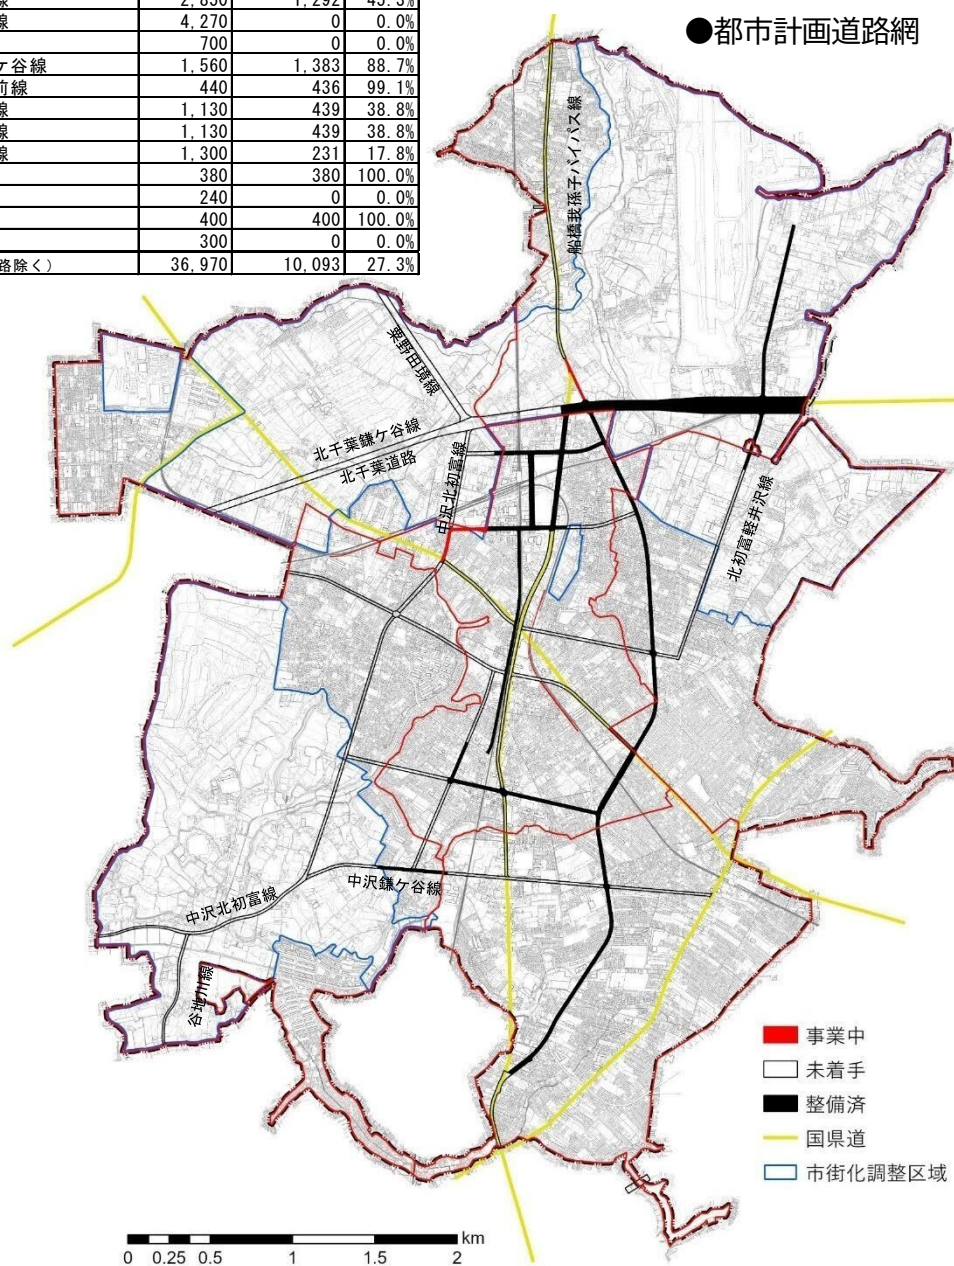 線 2,850 1,292 45.3%
線 4,270 0 0.0%
700 0 0.0%
ケ谷線 1,560 1,383 88.7%
前線 440 436 99.1%
線 1,130 439 38.8%
線 1,130 439 38.8%
線 1,300 231 17.8%
380 380 100.0%
240 0 0.0%
400 400 100.0%
300 0 0.0%
路除く） 36,970 10,093 27.3%
●都市計画道路網
船橋我孫子バイパス線
粟野田境線
北千葉鎌ケ谷線
北千葉道路
中沢北初富線
北初富軽井沢線
中沢鎌ケ谷線
中沢北初富線
谷地川線
事業中
未着手
整備済
国県道
市街化調整区域
km
0 0.25 0.5 1 1.5 2